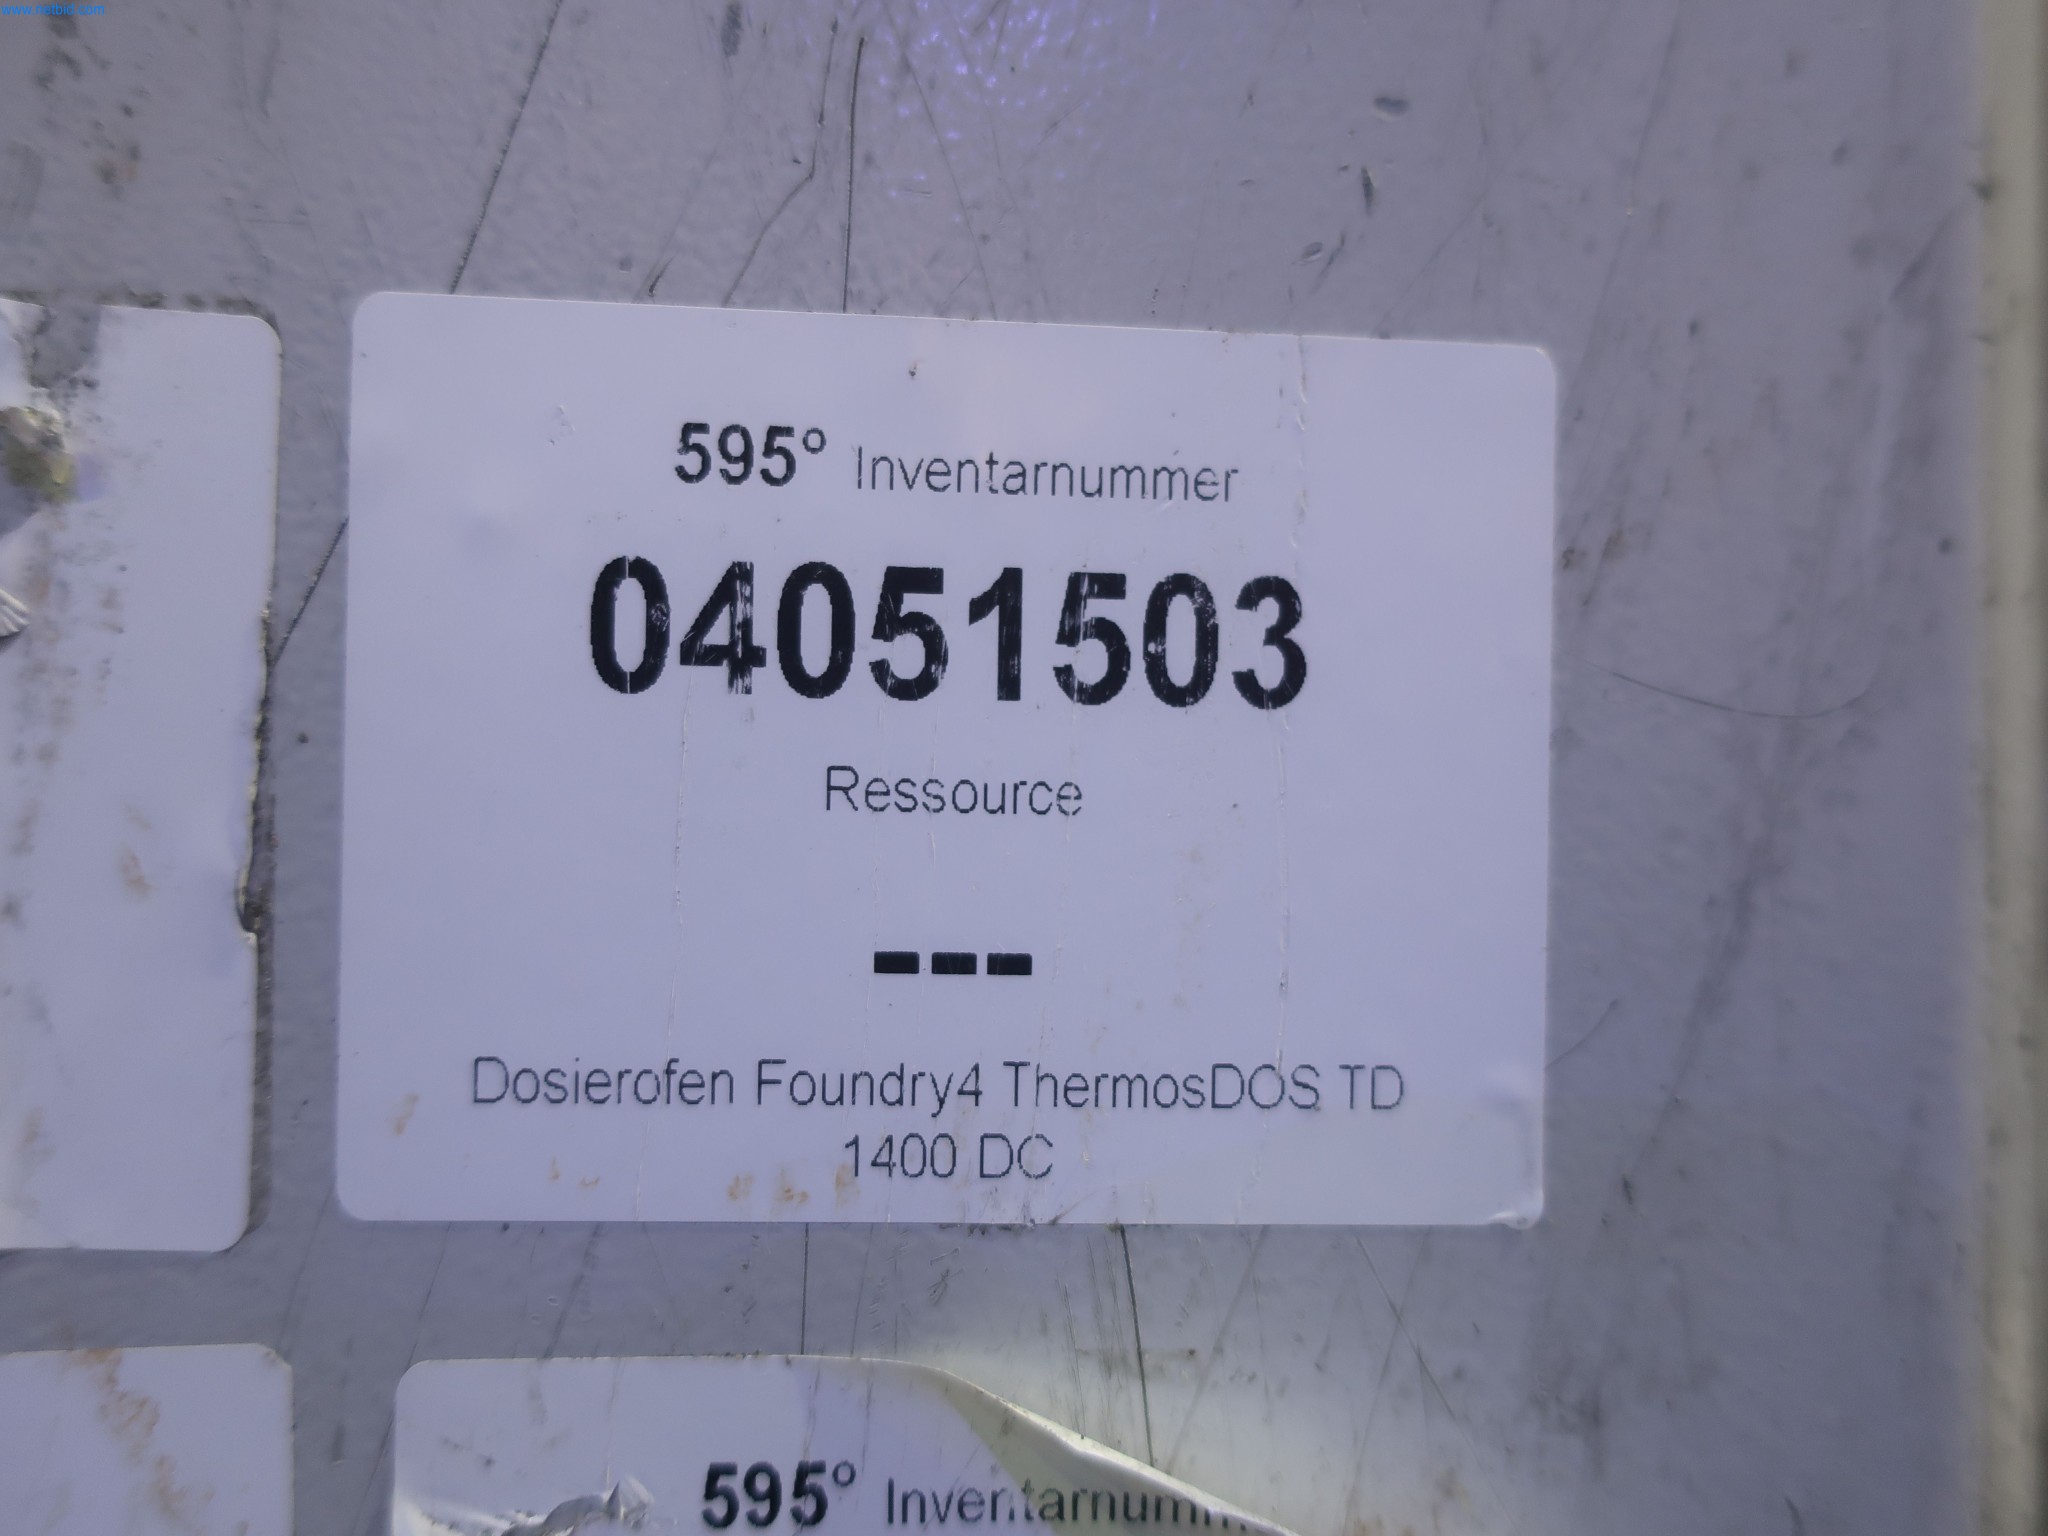 www.netbid.com
595° Inventarnummer
04051503
Ressource
---
Dosierofen Foundry4 ThermosDOS TD
1400 DC
595° Inventarnumm